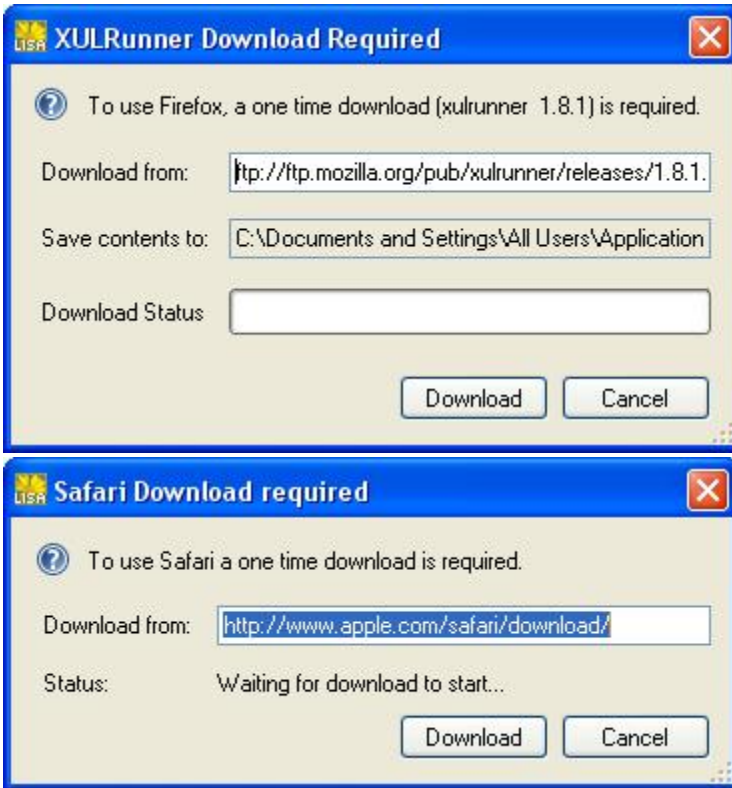 LISA XULRunner Download Required
To use Firefox, a one time download (xulrunner 1.8.1) is required.
Download from: ftp://ftp.mozilla.org/pub/xulrunner/releases/1.8.1.
Save contents to: C:\Documents and Settings\All Users\Application
Download Status
Download Cancel
LISA Safari Download required
To use Safari a one time download is required.
Download from: http://www.apple.com/safari/download/
Status: Waiting for download to start...
Download Cancel